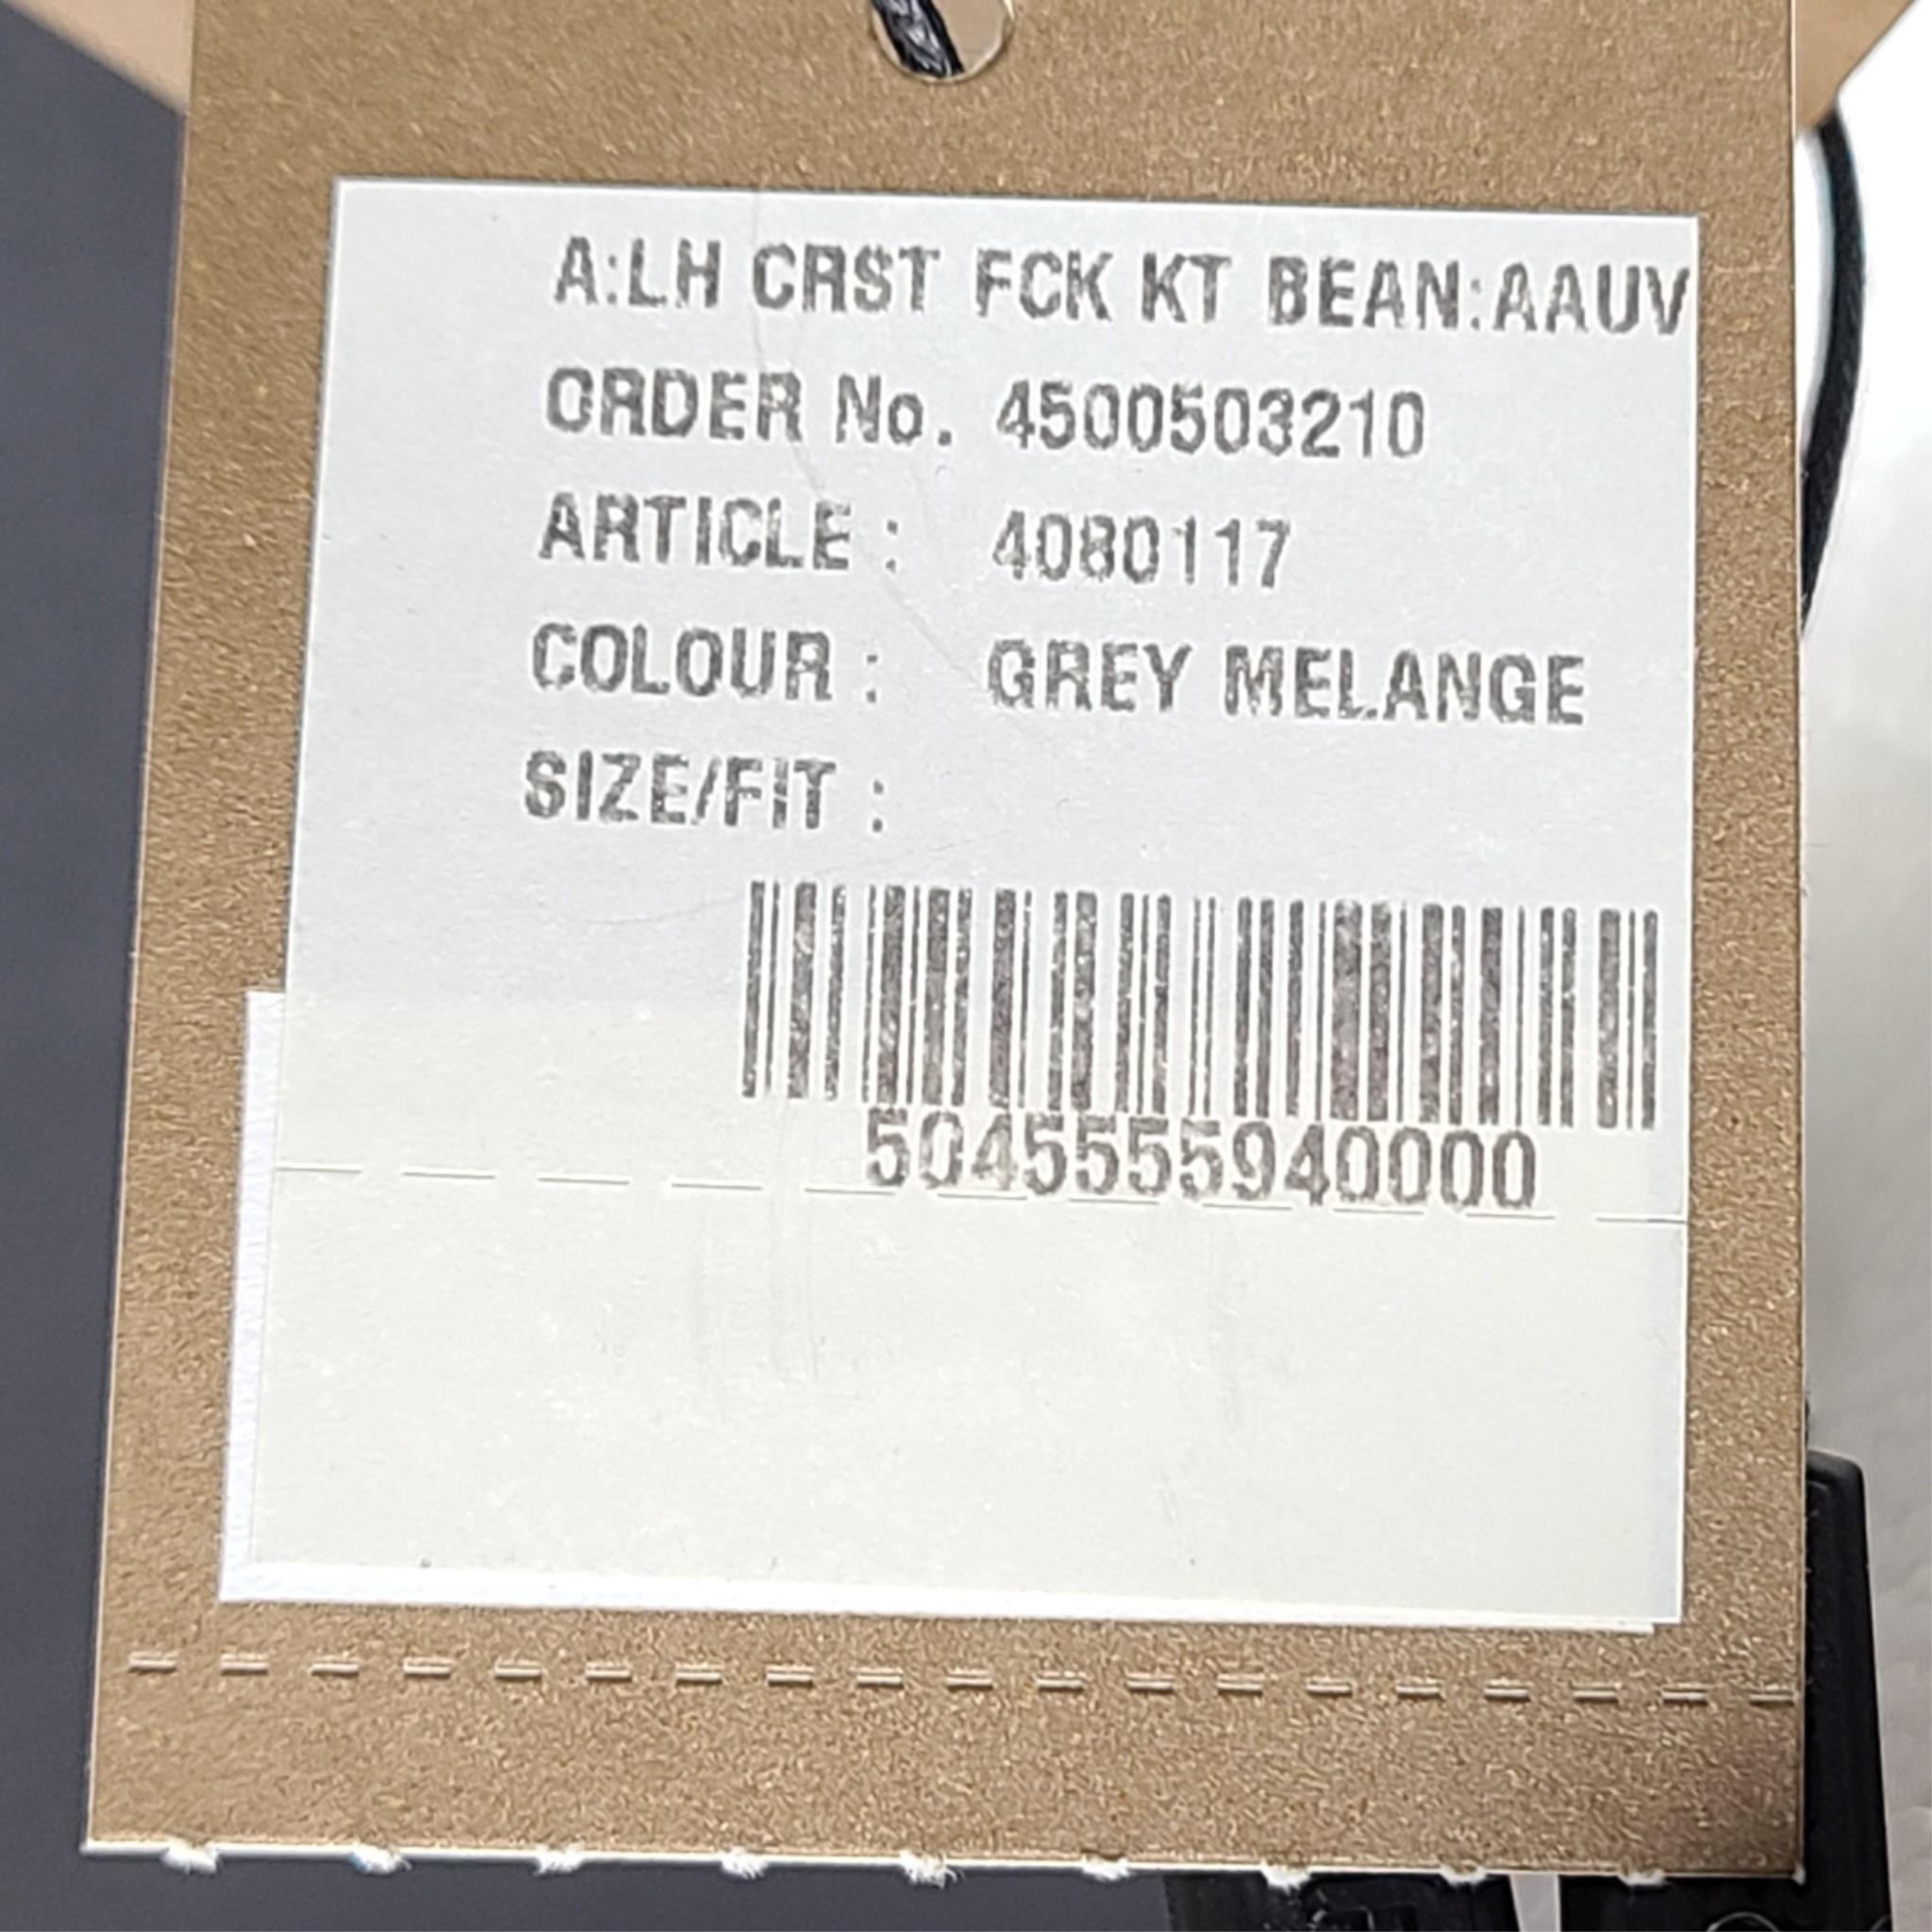 A:LH CRST FCK KT BEAN:AAUV
ORDER No. 4500503210
ARTICLE : 4080117
COLOUR : GREY MELANGE
SIZE/FIT :
5045555940000